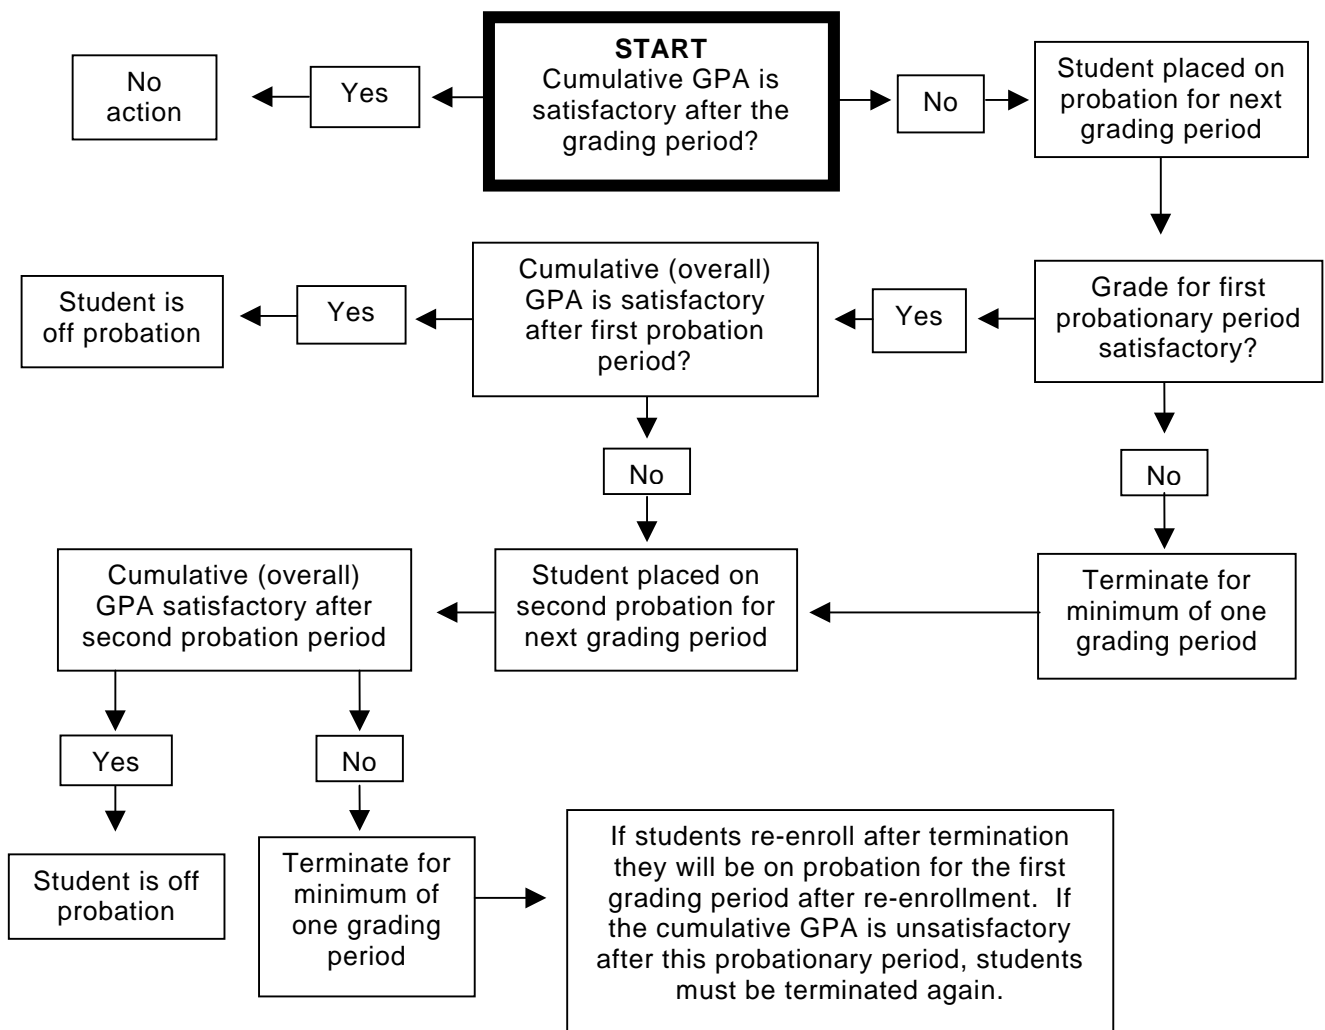 START
Cumulative GPA is
satisfactory after the
grading period?
Yes
No
action
No
Student placed on
probation for next
grading period
Grade for first
probationary period
satisfactory?
Yes
Cumulative (overall)
GPA is satisfactory
after first probation
period?
Yes
Student is
off probation
No
No
Terminate for
minimum of one
grading period
Student placed on
second probation for
next grading period
Cumulative (overall)
GPA satisfactory after
second probation period
Yes
No
Student is off
probation
Terminate for
minimum of
one grading
period
If students re-enroll after termination
they will be on probation for the first
grading period after re-enrollment.  If
the cumulative GPA is unsatisfactory
after this probationary period, students
must be terminated again.